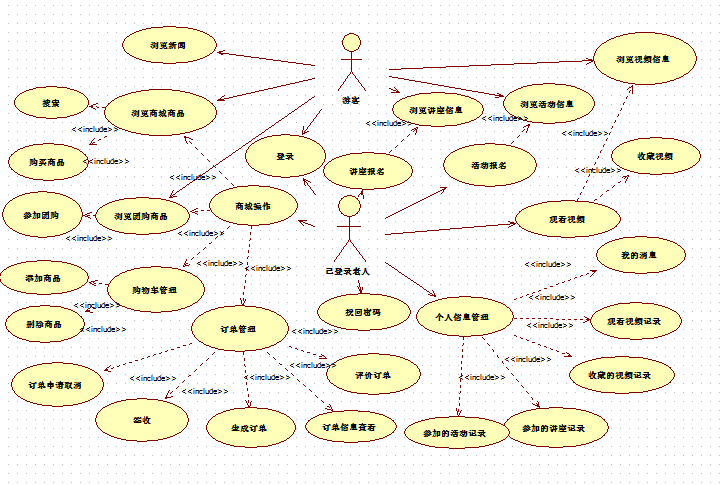 浏览新闻
浏览视频信息
游客
搜索
浏览商城商品
浏览讲座信息
浏览活动信息
<<include>>
<<include>>
<<include>>
<<include>>
购买商品
<<include>>
登录
讲座报名
活动报名
收藏视频
<<include>>
<<include>>
参加团购
浏览团购商品
商城操作
观看视频
<<include>>
<<include>>
我的消息
<<include>>
<<include>>
<<include>>
已登录老人
添加商品
购物车管理
<<include>>
<<include>>
找回密码
个人信息管理
删除商品
<<include>>
订单管理
<<include>>
<<include>>
观看视频记录
<<include>>
<<include>>
订单申请取消
<<include>>
<<include>>
评价订单
<<include>>
收藏的视频记录
<<include>>
签收
生成订单
订单信息查看
参加的活动记录
参加的讲座记录